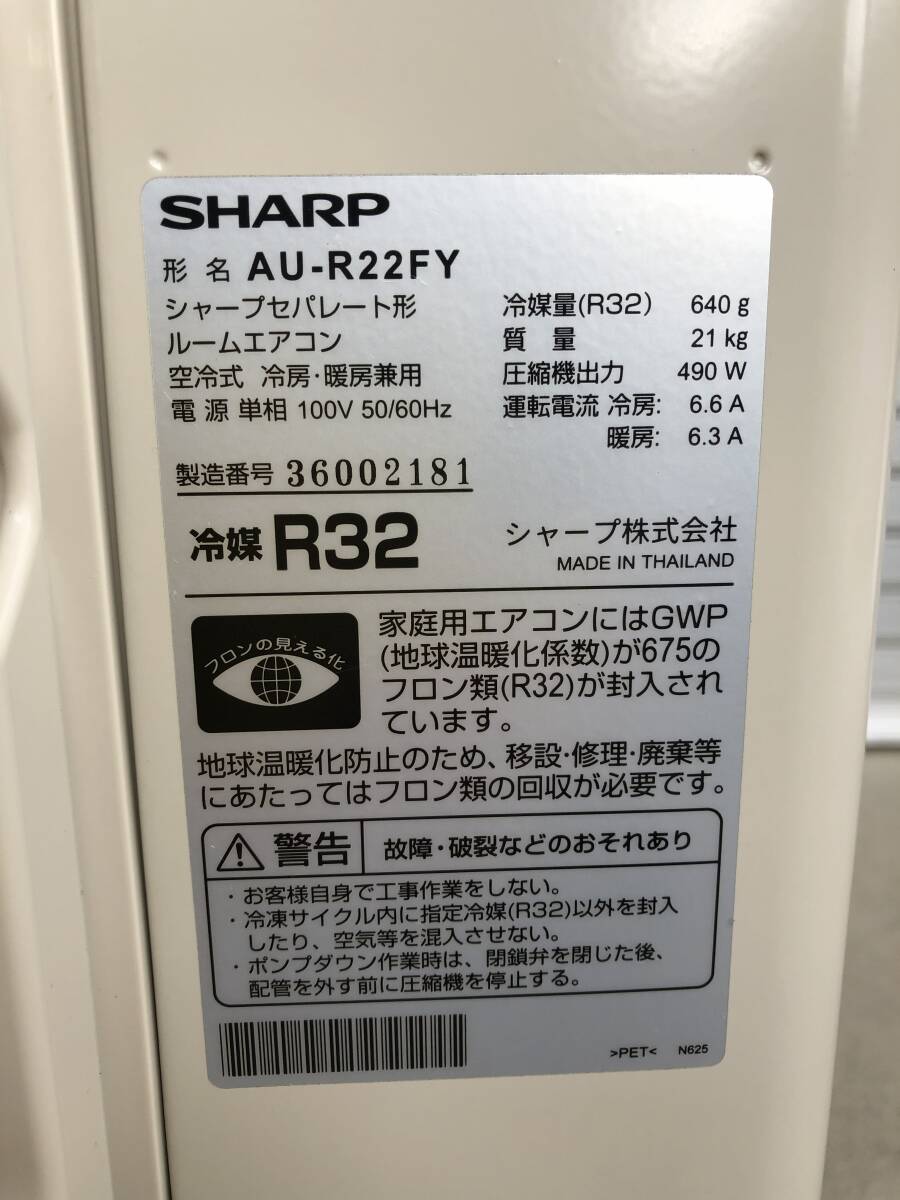 SHARP
形 名 AU-R22FY
シャープセパレート形
ルームエアコン
空冷式 冷房・暖房兼用
電 源 単相 100V 50/60Hz
冷媒量(R32) 640 g
質 量 21 kg
圧縮機出力 490 W
運転電流 冷房: 6.6 A
暖房: 6.3 A
製造番号 36002181
冷媒 R32
シャープ株式会社
MADE IN THAILAND
フロンの見える化
家庭用エアコンにはGWP
(地球温暖化係数)が675の
フロン類(R32)が封入され
ています。
地球温暖化防止のため、移設・修理・廃棄等
にあたってはフロン類の回収が必要です。
警告 故障・破裂などのおそれあり
・お客様自身で工事作業をしない。
・冷凍サイクル内に指定冷媒(R32)以外を封入
したり、空気等を混入させない。
・ポンプダウン作業時は、閉鎖弁を閉じた後、
配管を外す前に圧縮機を停止する。
>PET< N625